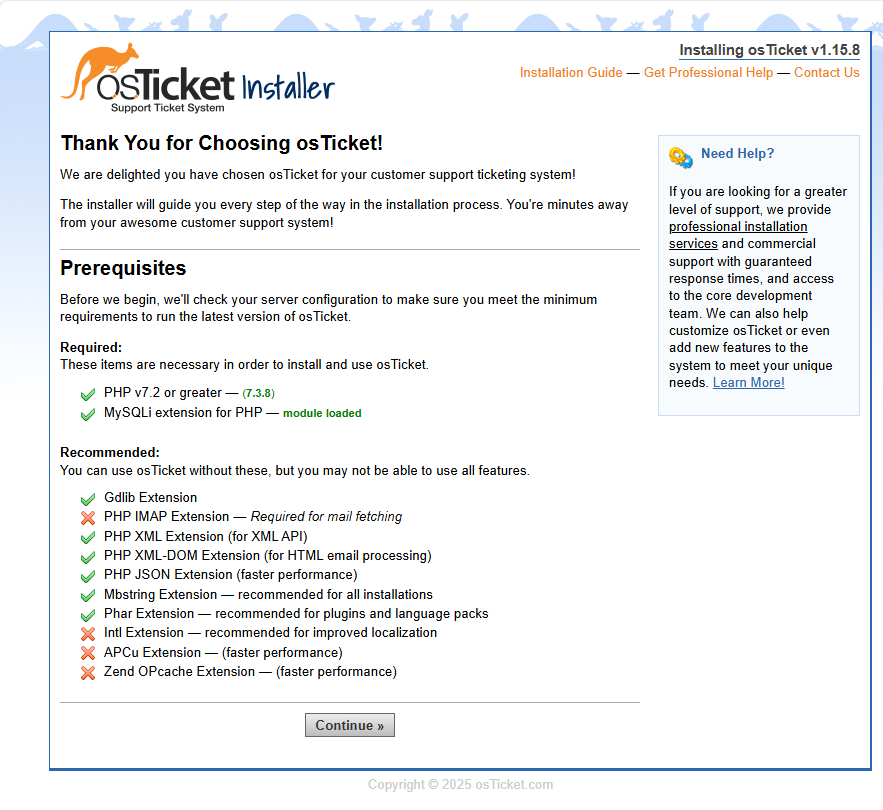 osTicket Installer
Support Ticket System
Installing osTicket v1.15.8
Installation Guide — Get Professional Help — Contact Us
Thank You for Choosing osTicket!
We are delighted you have chosen osTicket for your customer support ticketing system!
The installer will guide you every step of the way in the installation process. You're minutes away
from your awesome customer support system!
Prerequisites
Before we begin, we'll check your server configuration to make sure you meet the minimum
requirements to run the latest version of osTicket.
Required:
These items are necessary in order to install and use osTicket.
PHP v7.2 or greater — (7.3.8)
MySQLi extension for PHP — module loaded
Recommended:
You can use osTicket without these, but you may not be able to use all features.
Gdlib Extension
PHP IMAP Extension — Required for mail fetching
PHP XML Extension (for XML API)
PHP XML-DOM Extension (for HTML email processing)
PHP JSON Extension (faster performance)
Mbstring Extension — recommended for all installations
Phar Extension — recommended for plugins and language packs
Intl Extension — recommended for improved localization
APCu Extension — (faster performance)
Zend OPcache Extension — (faster performance)
Continue »
Need Help?
If you are looking for a greater
level of support, we provide
professional installation
services and commercial
support with guaranteed
response times, and access
to the core development
team. We can also help
customize osTicket or even
add new features to the
system to meet your unique
needs. Learn More!
Copyright © 2025 osTicket.com